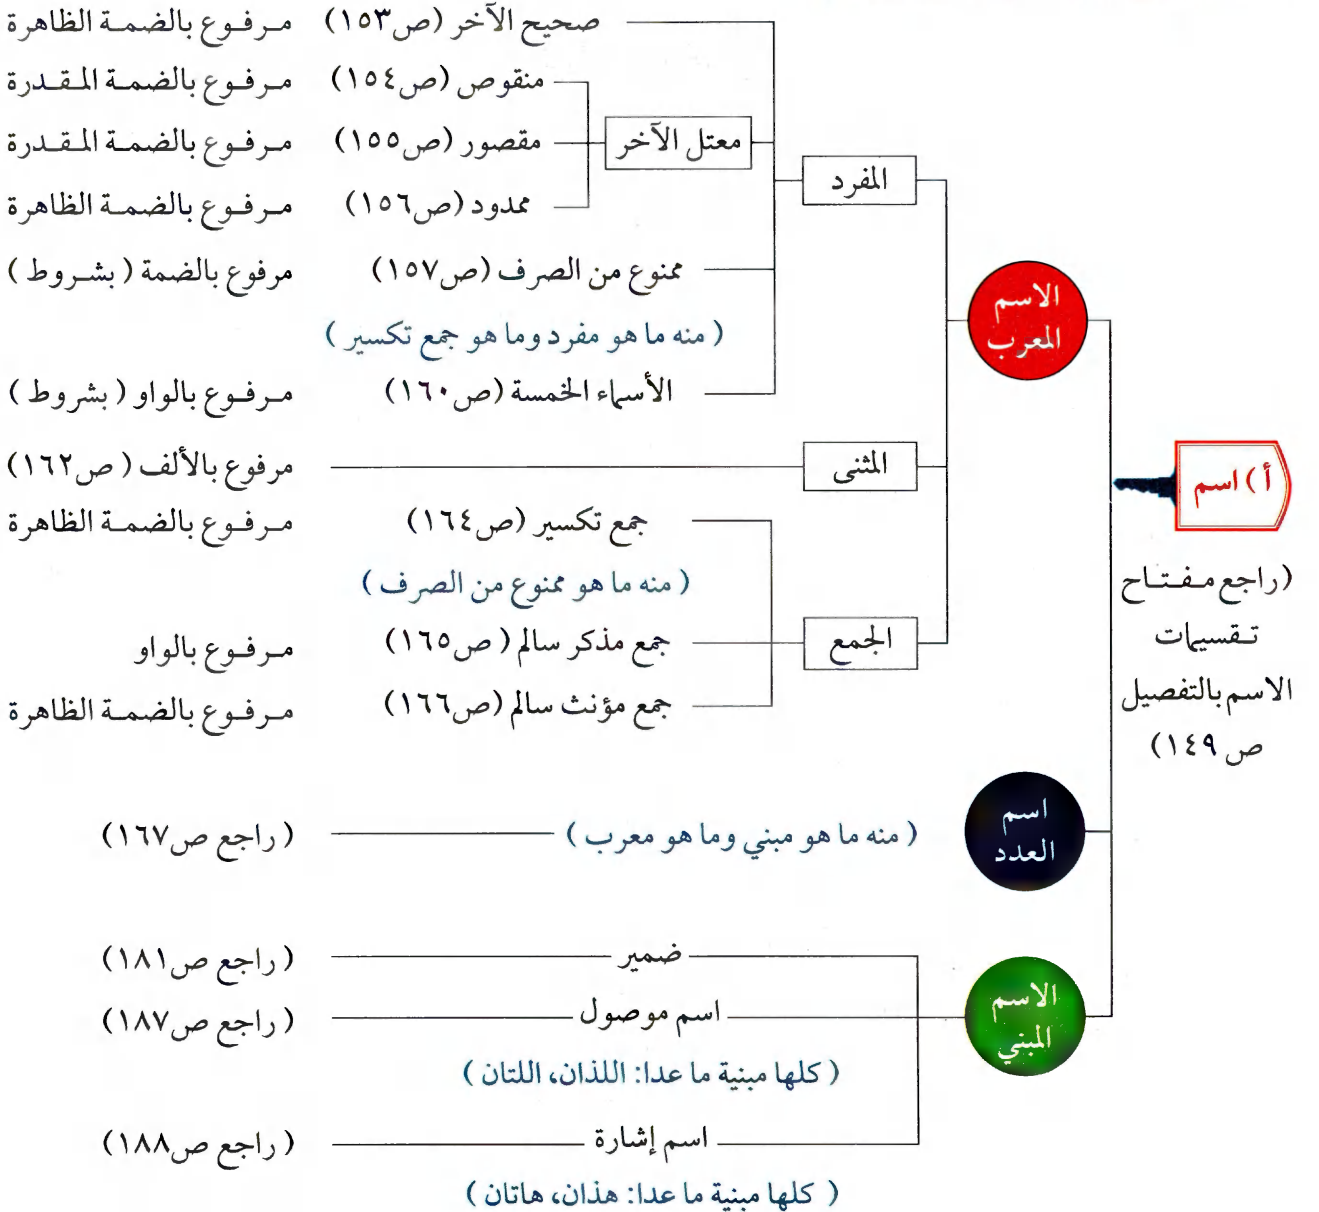 صحيح الآخر (ص١٥٣) مرفوع بالضمة الظاهرة
منقوص (ص١٥٤) مرفوع بالضمة المقدرة
معتل الآخر
مقصور (ص١٥٥) مرفوع بالضمة المقدرة
المفرد
ممدود (ص١٥٦) مرفوع بالضمة الظاهرة
ممنوع من الصرف (ص١٥٧) مرفوع بالضمة (بشروط)
الاسم
المعرب
(منه ما هو مفرد وما هو جمع تكسير)
الأسماء الخمسة (ص١٦٠) مرفوع بالواو (بشروط)
المثنى مرفوع بالألف (ص١٦٢)
أ) اسم
جمع تكسير (ص١٦٤) مرفوع بالضمة الظاهرة
(راجع مفتاح
تقسيمات
الاسم بالتفصيل
ص١٤٩)
(منه ما هو ممنوع من الصرف)
الجمع
جمع مذكر سالم (ص١٦٥) مرفوع بالواو
جمع مؤنث سالم (ص١٦٦) مرفوع بالضمة الظاهرة
اسم
العدد
(منه ما هو مبني وما هو معرب) (راجع ص١٦٧)
ضمير (راجع ص١٨١)
الاسم
المبني
اسم موصول (راجع ص١٨٧)
(كلها مبنية ما عدا: اللذان، اللتان)
اسم إشارة (راجع ص١٨٨)
(كلها مبنية ما عدا: هذان، هاتان)